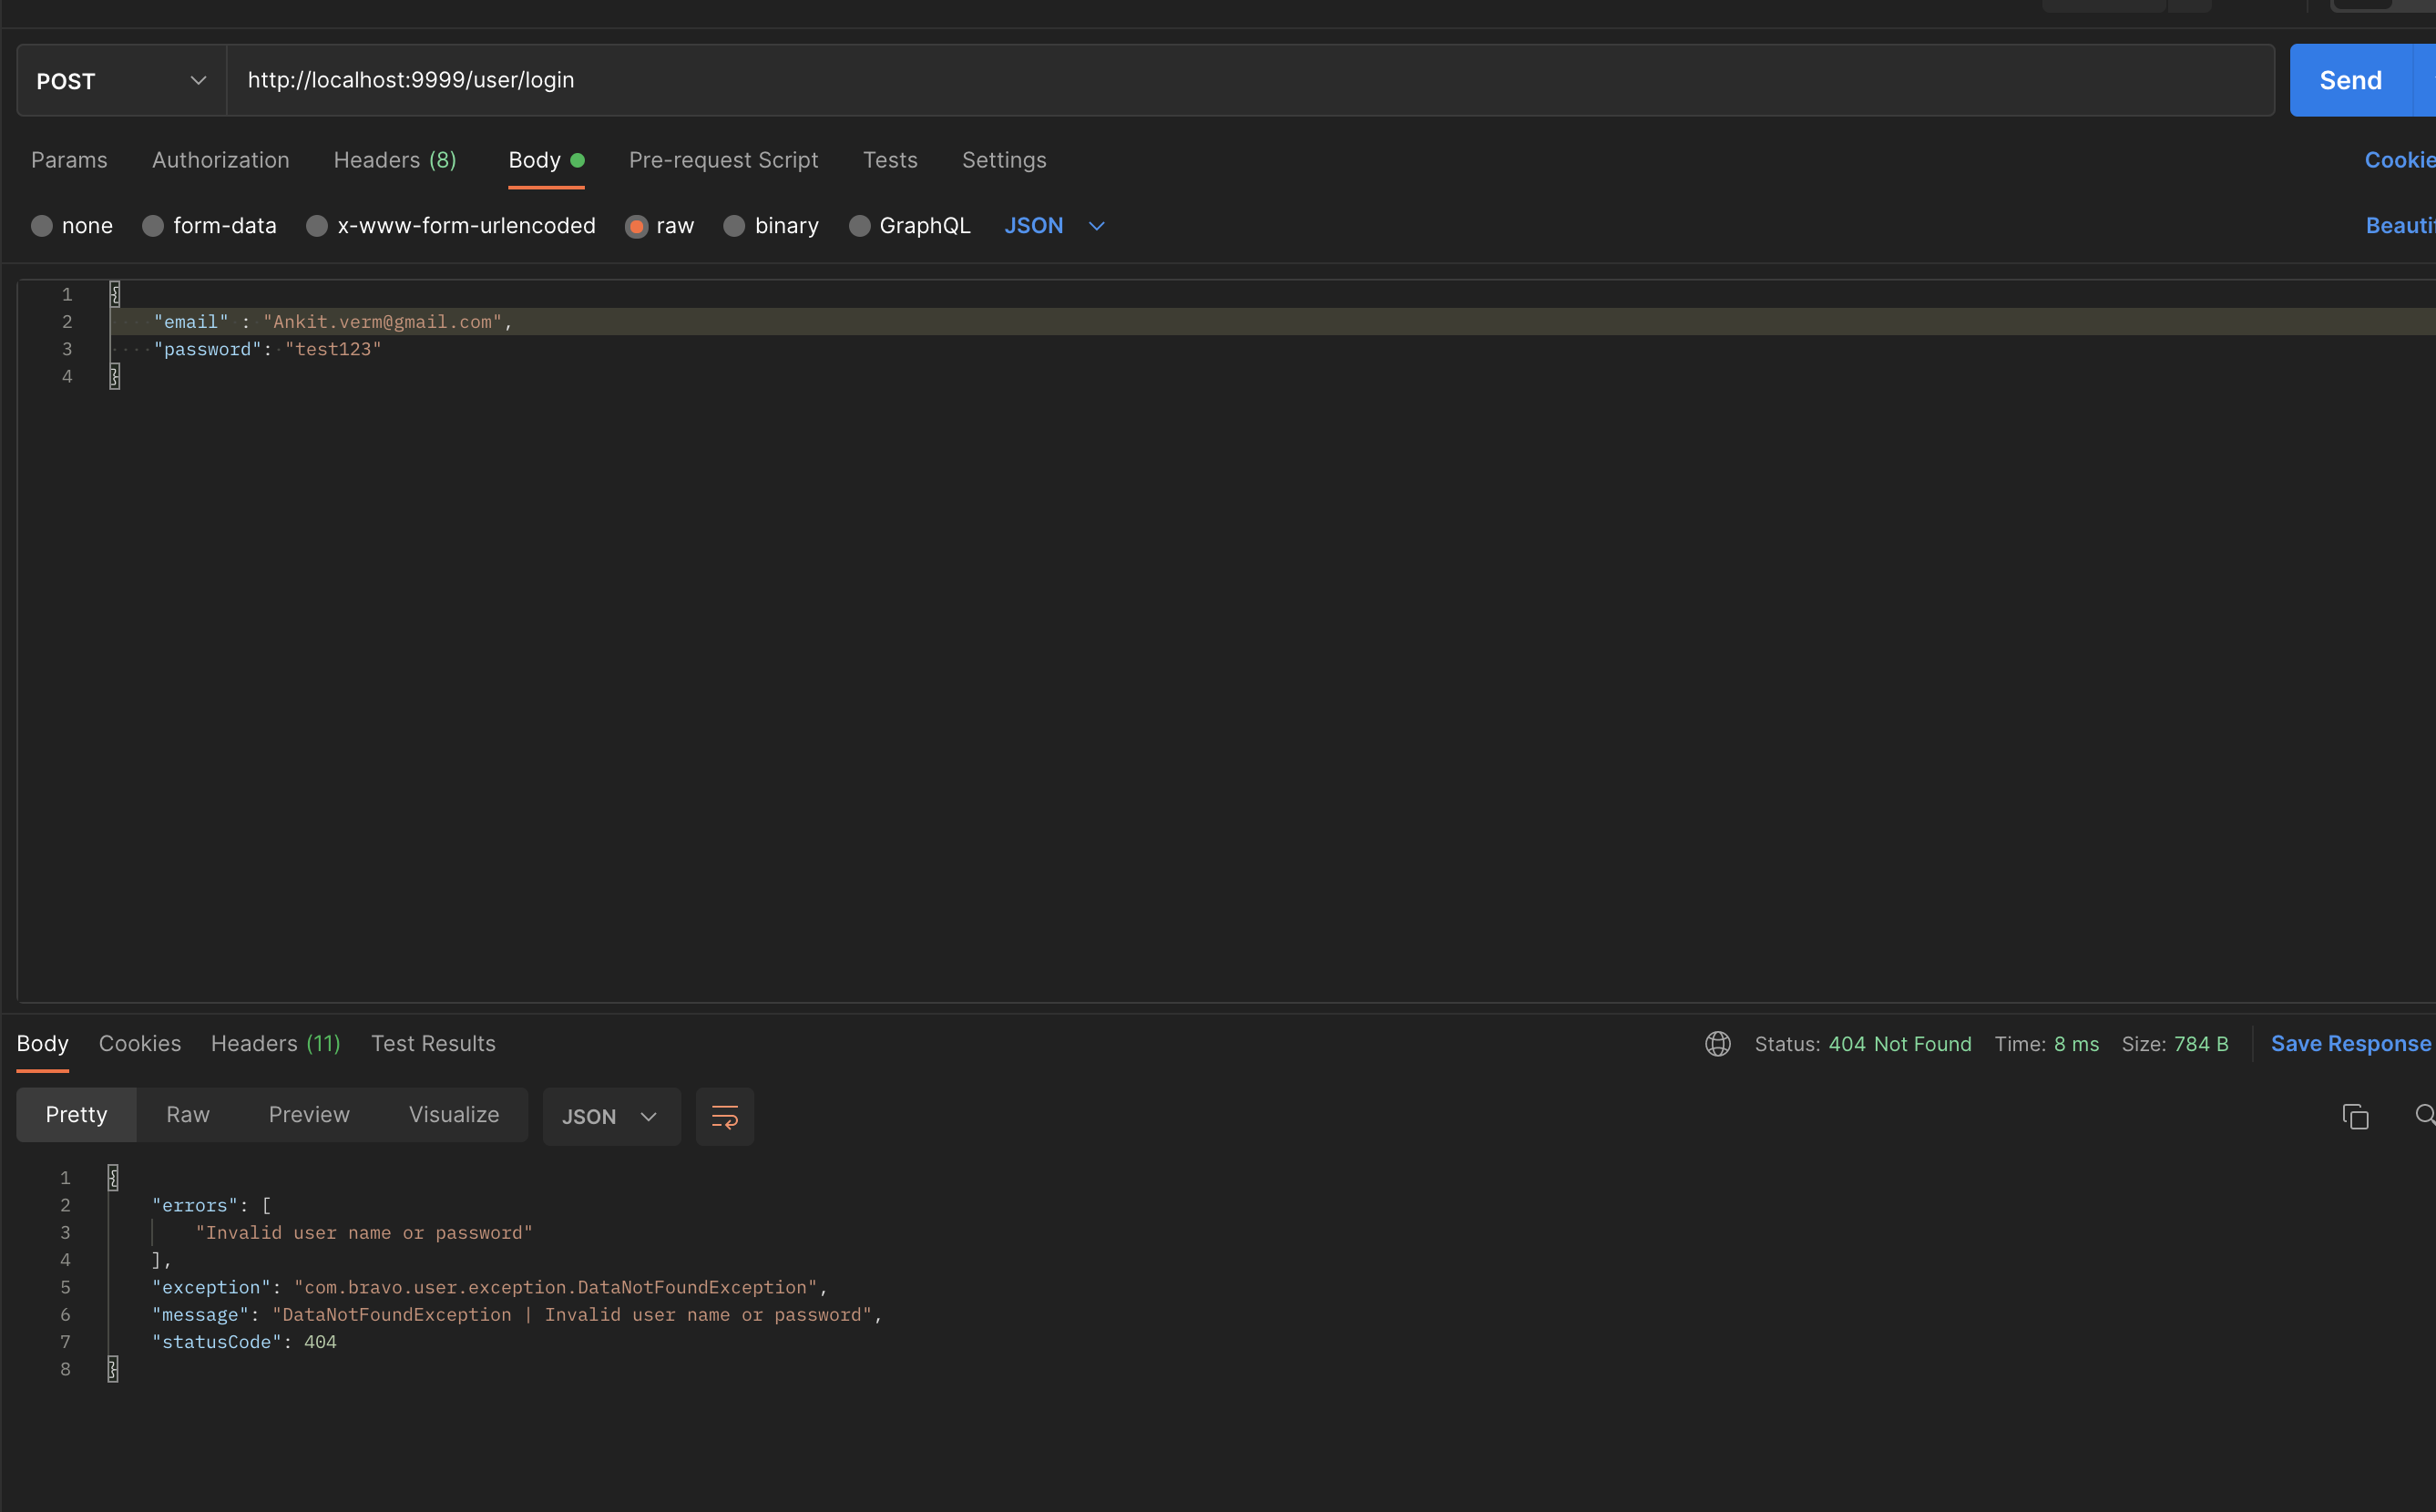 POST http://localhost:9999/user/login Send
Params Authorization Headers (8) Body Pre-request Script Tests Settings Cookie
none form-data x-www-form-urlencoded raw binary GraphQL JSON Beautif
1 {
2 "email" : "Ankit.verm@gmail.com",
3 "password": "test123"
4 }
Body Cookies Headers (11) Test Results Status: 404 Not Found Time: 8 ms Size: 784 B Save Response
Pretty Raw Preview Visualize JSON
1 {
2 "errors": [
3 "Invalid user name or password"
4 ],
5 "exception": "com.bravo.user.exception.DataNotFoundException",
6 "message": "DataNotFoundException | Invalid user name or password",
7 "statusCode": 404
8 }